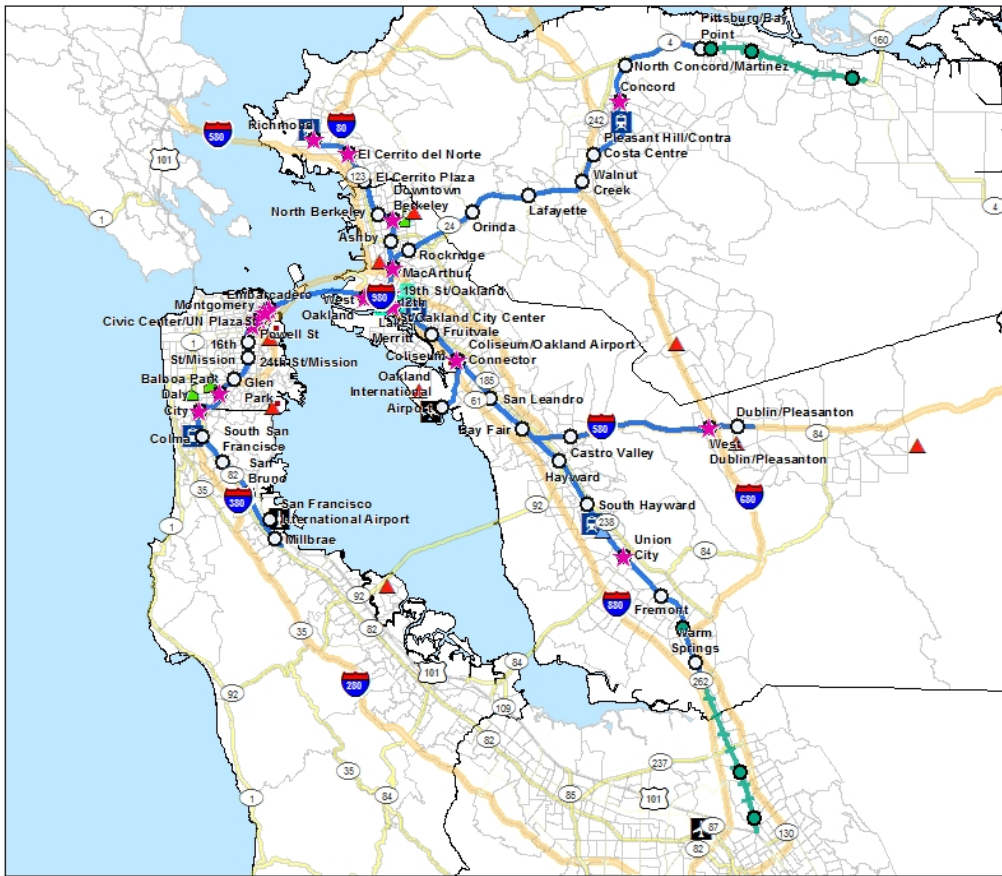 Pittsburg/Bay
Point
160
4
North Concord/Martinez
Concord
Richmond
80
580
101
242
Pleasant Hill/Contra
Costa Centre
El Cerrito del Norte
123
El Cerrito Plaza
Downtown
Berkeley
Walnut
Creek
North Berkeley
Lafayette
4
1
24
Orinda
Ashby
Rockridge
MacArthur
19th St/Oakland
980
West
Oakland
12th
St/Oakland City Center
Embarcadero
Montgomery
Civic Center/UN Plaza
Powell St
Lake
Merritt
Fruitvale
1
16th
St/Mission
24th St/Mission
Coliseum
Coliseum/Oakland Airport
Connector
Oakland
International
Airport
185
61
San Leandro
Balboa Park
Glen
Park
Daly
City
Bay Fair
580
Dublin/Pleasanton
84
West
Dublin/Pleasanton
Colma
South San
Francisco
Castro Valley
82
San
Bruno
Hayward
35
380
680
San Francisco
International Airport
92
South Hayward
1
238
Millbrae
Union
City
84
92
880
Fremont
82
35
Warm
Springs
84
101
262
280
92
109
82
237
35
85
101
1
84
87
130
82